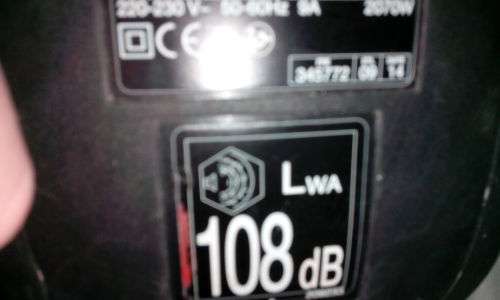 220-230 V~ 50-60Hz 9A 2070W
CE
345772 09 14
LWA
108 dB